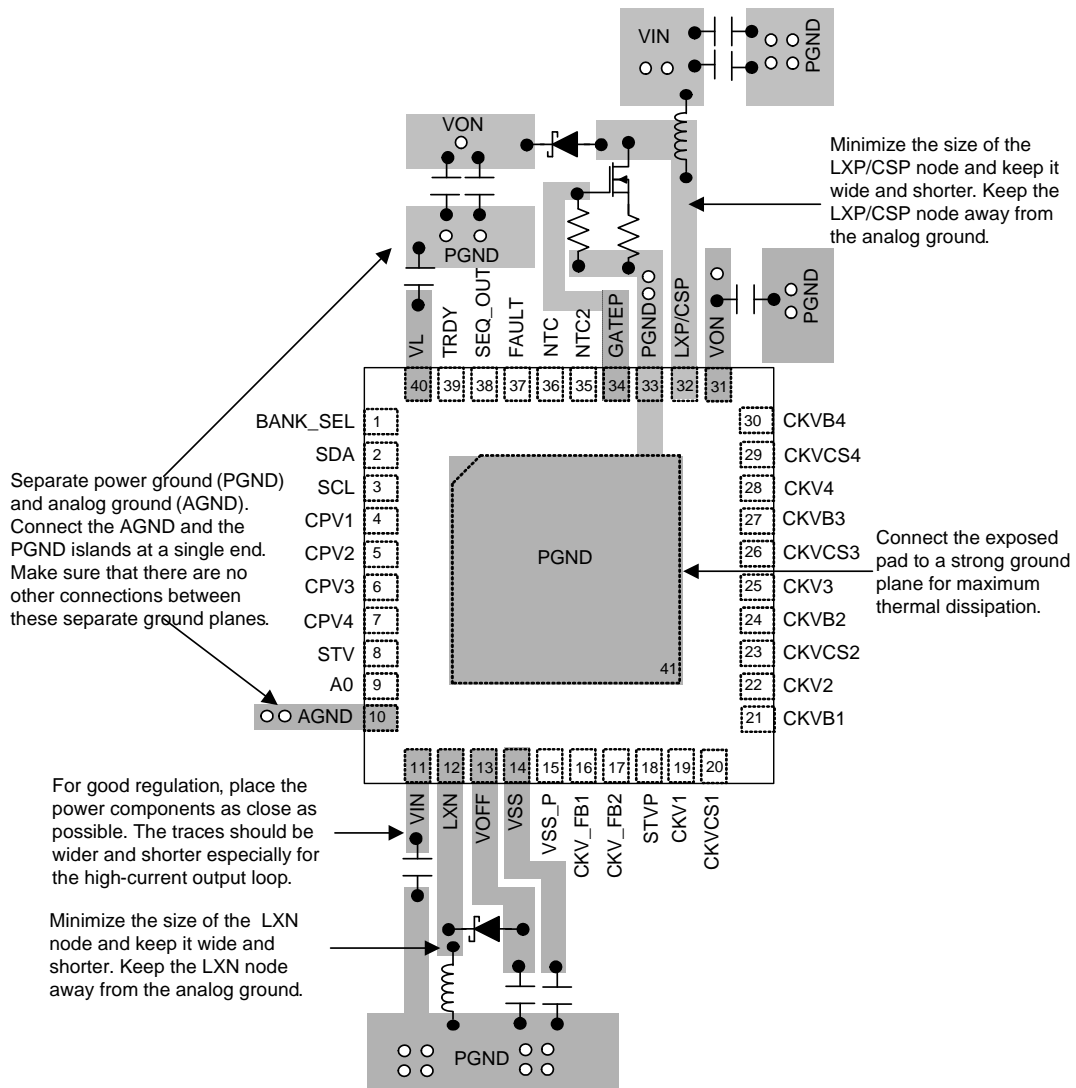 VIN
PGND
VON
PGND
Minimize the size of the
LXP/CSP node and keep it
wide and shorter. Keep the
LXP/CSP node away from
the analog ground.
VL
TRDY
SEQ_OUT
FAULT
NTC
NTC2
GATEP
PGND
LXP/CSP
VON
PGND
40
39
38
37
36
35
34
33
32
31
BANK_SEL 1
SDA 2
SCL 3
CPV1 4
CPV2 5
CPV3 6
CPV4 7
STV 8
A0 9
AGND 10
Separate power ground (PGND)
and analog ground (AGND).
Connect the AGND and the
PGND islands at a single end.
Make sure that there are no
other connections between
these separate ground planes.
PGND
41
30 CKVB4
29 CKVCS4
28 CKV4
27 CKVB3
26 CKVCS3
25 CKV3
24 CKVB2
23 CKVCS2
22 CKV2
21 CKVB1
Connect the exposed
pad to a strong ground
plane for maximum
thermal dissipation.
11
12
13
14
15
16
17
18
19
20
VIN
LXN
VOFF
VSS
VSS_P
CKV_FB1
CKV_FB2
STVP
CKV1
CKVCS1
For good regulation, place the
power components as close as
possible. The traces should be
wider and shorter especially for
the high-current output loop.
Minimize the size of the LXN
node and keep it wide and
shorter. Keep the LXN node
away from the analog ground.
PGND